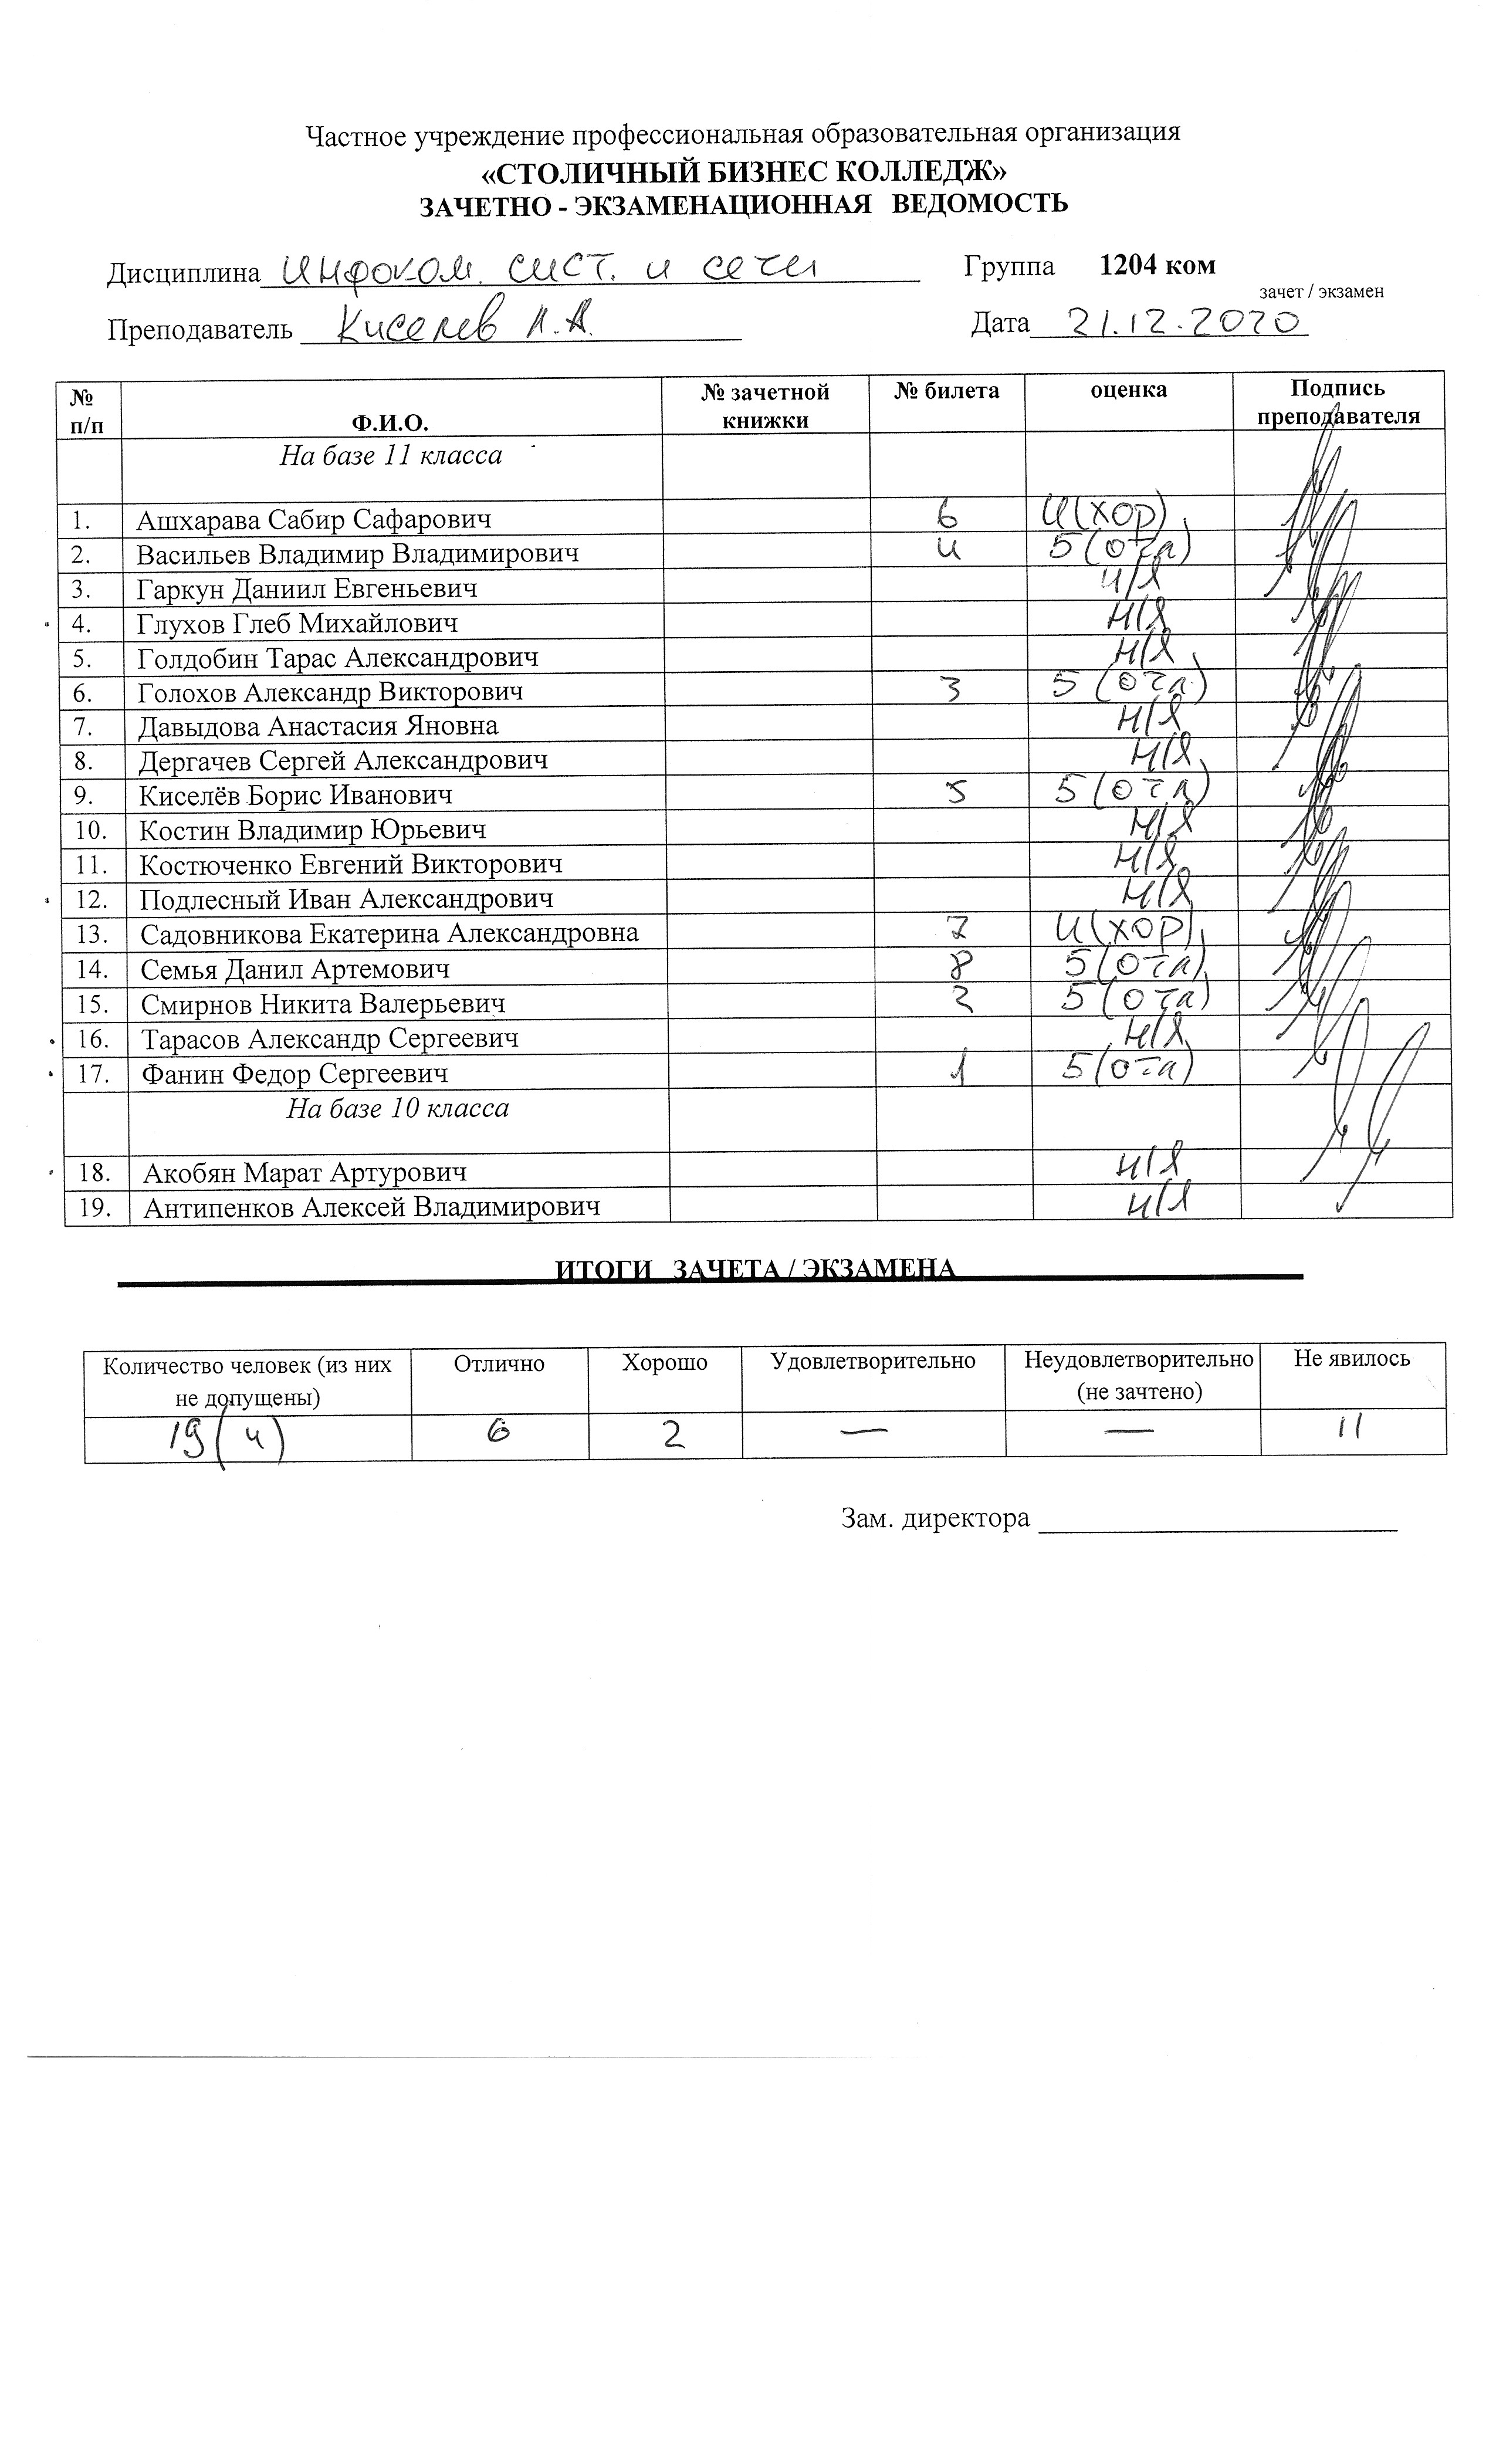 Частное учреждение профессиональная образовательная организация
«СТОЛИЧНЫЙ БИЗНЕС КОЛЛЕДЖ»
ЗАЧЕТНО - ЭКЗАМЕНАЦИОННАЯ ВЕДОМОСТЬ
Дисциплина Инфоком. сист. и сети Группа 1204 ком
зачет / экзамен
Преподаватель Киселев А. Дата 21.12.2020
№ п/п Ф.И.О. № зачетной книжки № билета оценка Подпись преподавателя
На базе 11 класса
1. Ашхарава Сабир Сафарович 6 4(хор)
2. Васильев Владимир Владимирович 4 5(отл)
3. Гаркун Даниил Евгеньевич н/я
4. Глухов Глеб Михайлович н/я
5. Голдобин Тарас Александрович н/я
6. Голохов Александр Викторович 3 5(отл)
7. Давыдова Анастасия Яновна н/я
8. Дергачев Сергей Александрович н/я
9. Киселёв Борис Иванович 5 5(отл)
10. Костин Владимир Юрьевич н/я
11. Костюченко Евгений Викторович н/я
12. Подлесный Иван Александрович н/я
13. Садовникова Екатерина Александровна 7 4(хор)
14. Семья Данил Артемович 8 5(отл)
15. Смирнов Никита Валерьевич 2 5(отл)
16. Тарасов Александр Сергеевич н/я
17. Фанин Федор Сергеевич 1 5(отл)
На базе 10 класса
18. Акобян Марат Артурович н/я
19. Антипенков Алексей Владимирович н/я
ИТОГИ ЗАЧЕТА / ЭКЗАМЕНА
Количество человек (из них не допущены) Отлично Хорошо Удовлетворительно Неудовлетворительно (не зачтено) Не явилось
19(4) 6 2 — — 11
Зам. директора